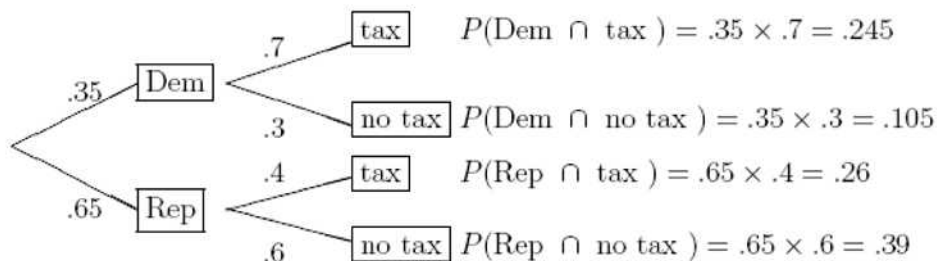 .7 tax P(Dem ∩ tax ) = .35 × .7 = .245
.35 Dem
.3 no tax P(Dem ∩ no tax ) = .35 × .3 = .105
.4 tax P(Rep ∩ tax ) = .65 × .4 = .26
.65 Rep
.6 no tax P(Rep ∩ no tax ) = .65 × .6 = .39